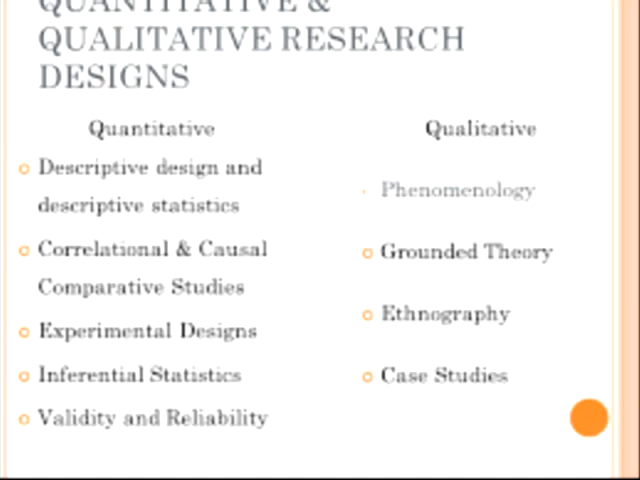 QUANTITATIVE &
QUALITATIVE RESEARCH
DESIGNS
Quantitative
Descriptive design and
descriptive statistics
Correlational & Causal
Comparative Studies
Experimental Designs
Inferential Statistics
Validity and Reliability
Qualitative
Phenomenology
Grounded Theory
Ethnography
Case Studies